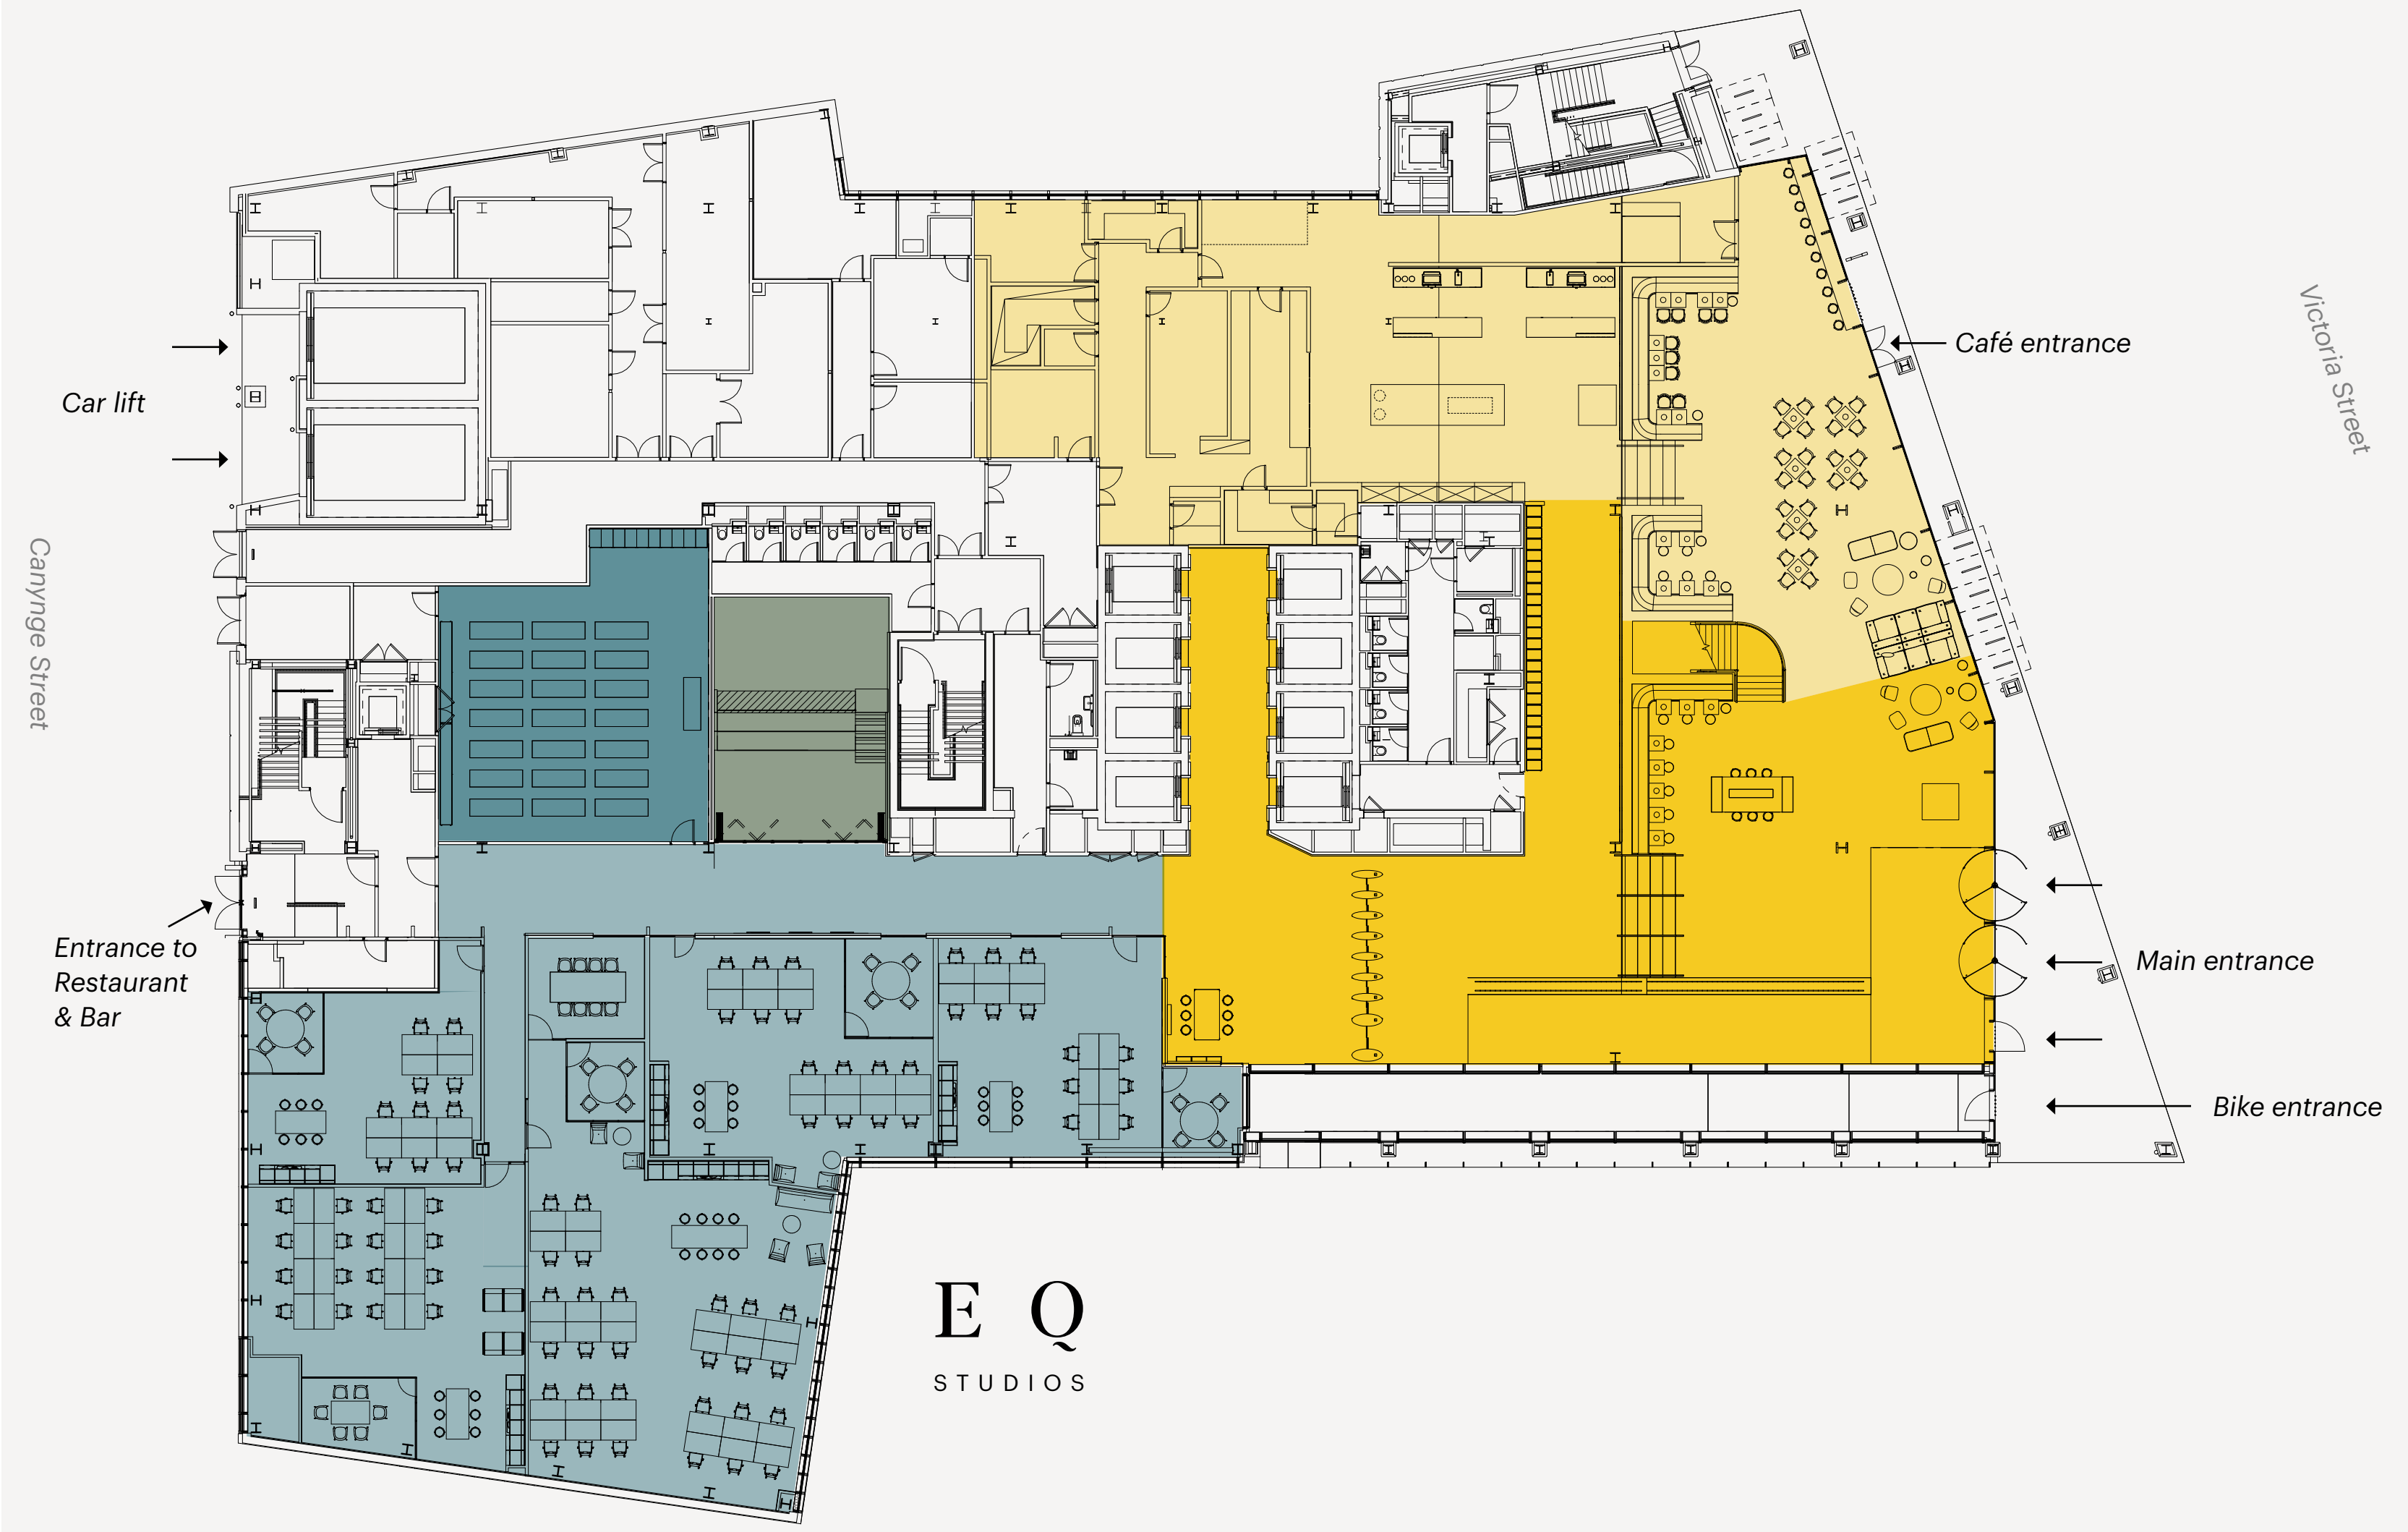 Café entrance
Victoria Street
Car lift
Canynge Street
Entrance to
Restaurant
& Bar
Main entrance
Bike entrance
E Q
STUDIOS